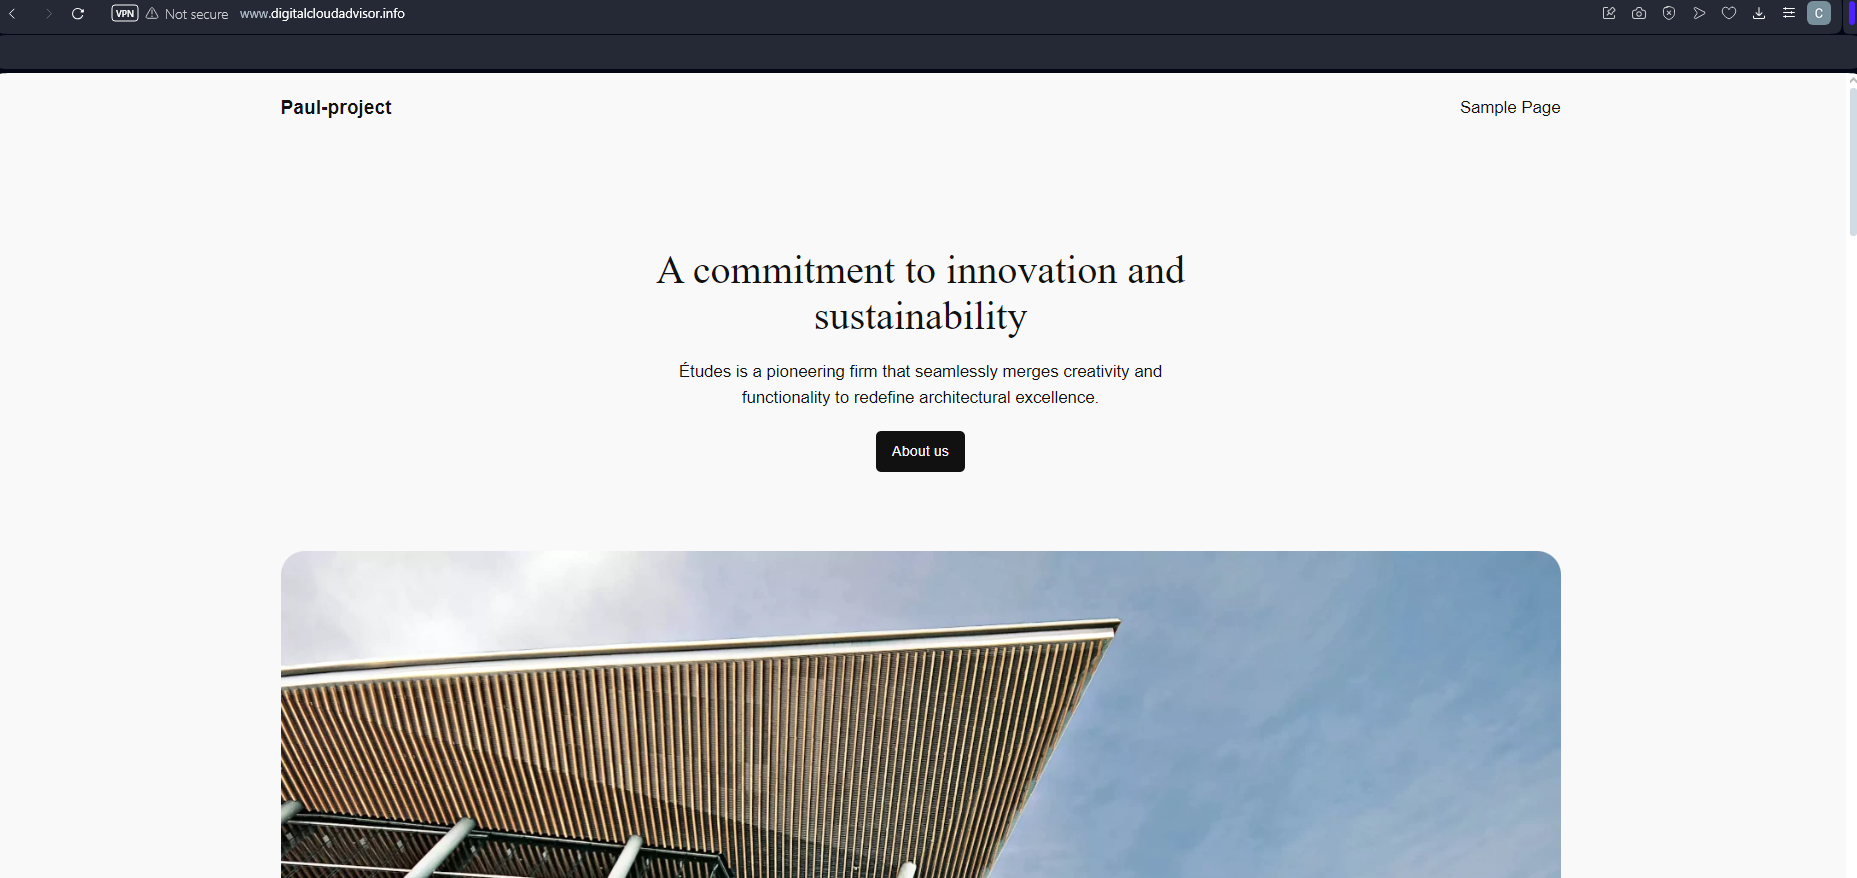 VPN Not secure www.digitalcloudadvisor.info
C
Paul-project
Sample Page
A commitment to innovation and
sustainability
Études is a pioneering firm that seamlessly merges creativity and
functionality to redefine architectural excellence.
About us